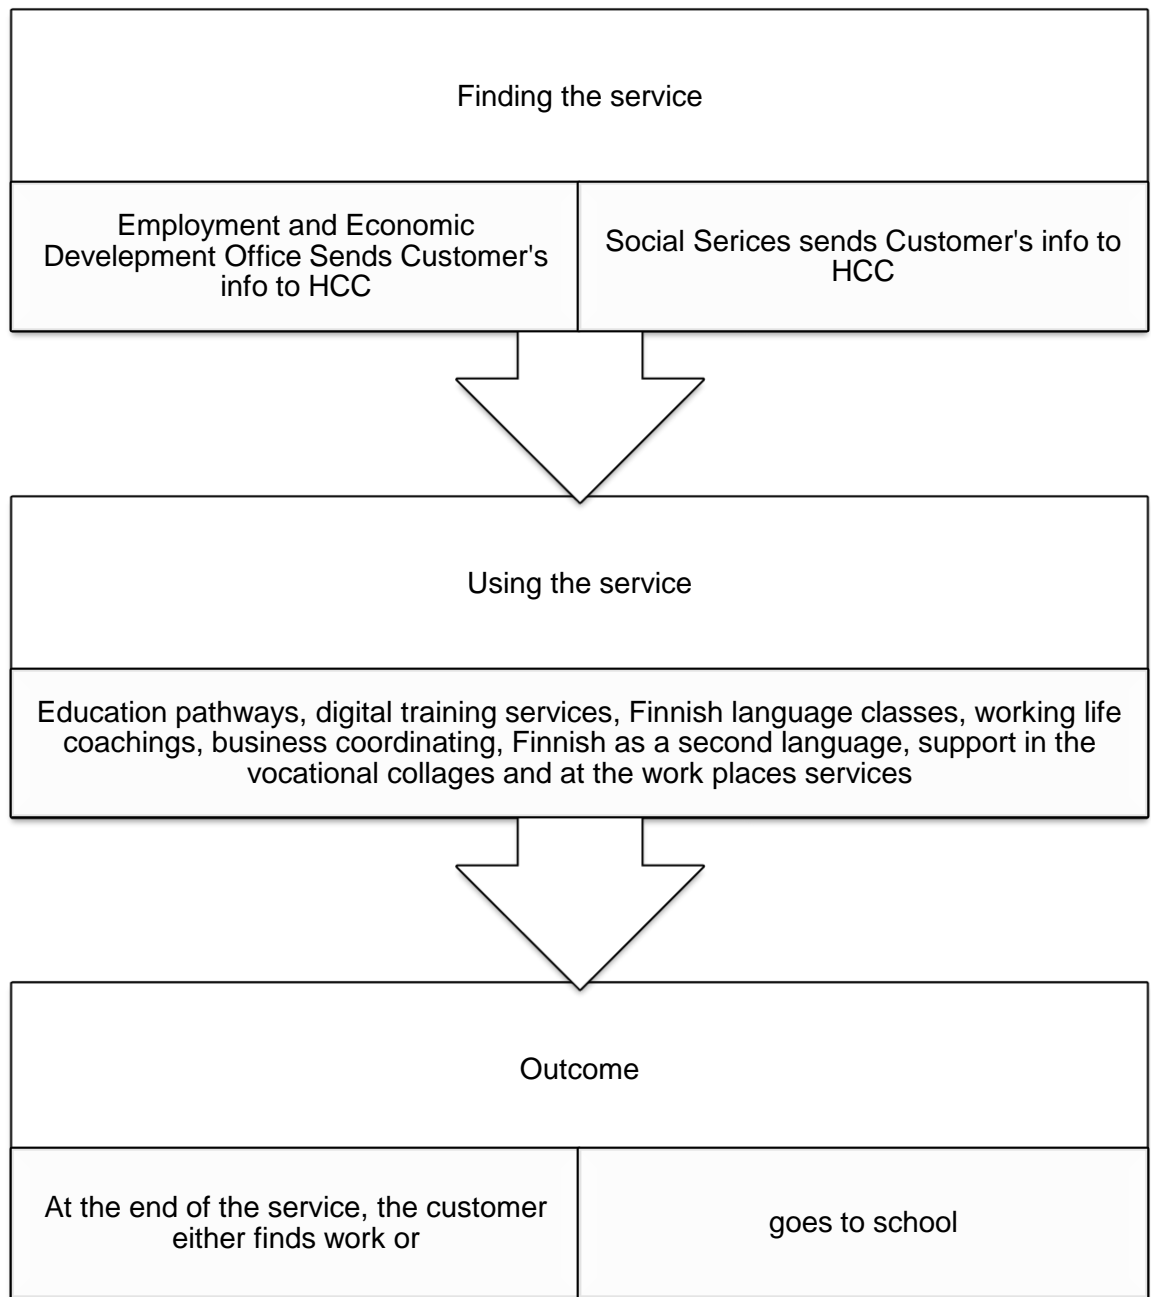 Finding the service
Employment and Economic
Develepment Office Sends Customer's
info to HCC
Social Serices sends Customer's info to
HCC
Using the service
Education pathways, digital training services, Finnish language classes, working life
coachings, business coordinating, Finnish as a second language, support in the
vocational collages and at the work places services
Outcome
At the end of the service, the customer
either finds work or
goes to school